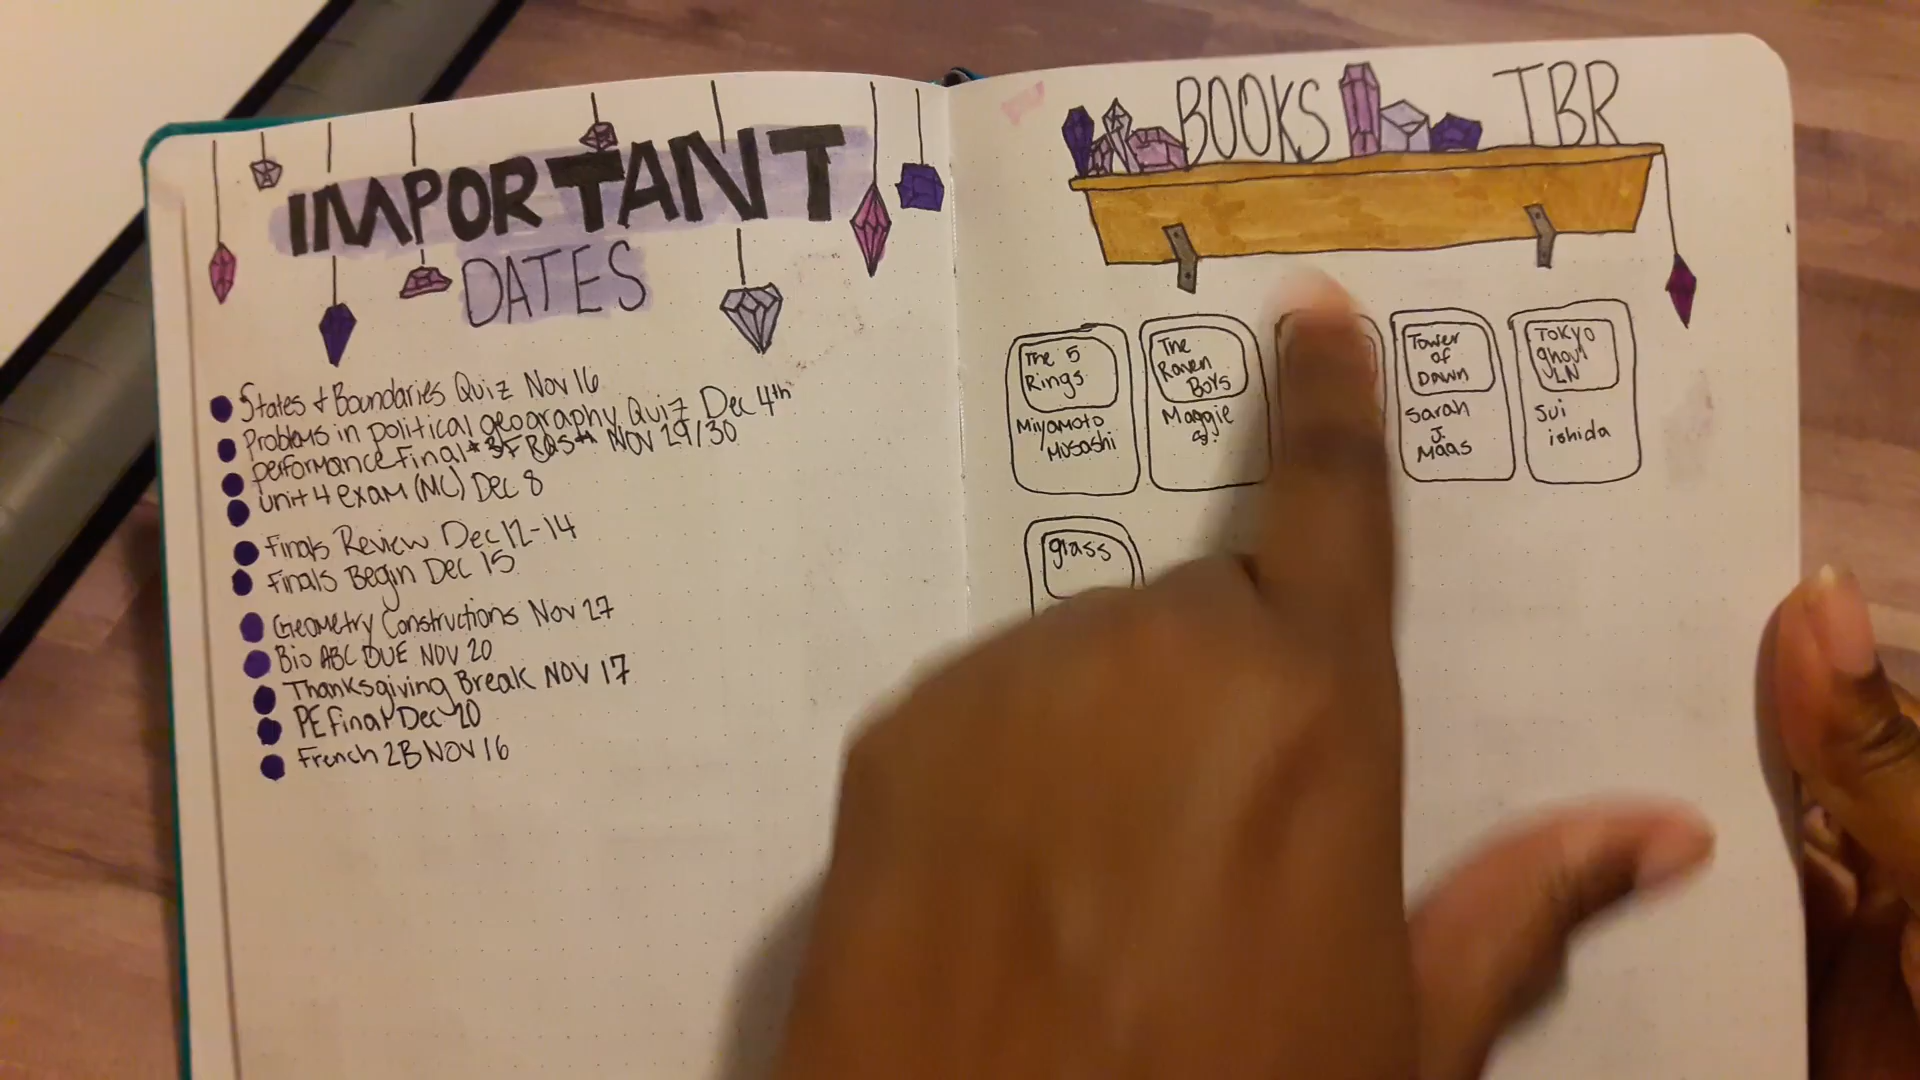 IMPORTANT
DATES
States & Boundaries Quiz Nov 16
Problems in political geography Quiz Dec 4th
performance Final * FRQS * NOV 29/30
unit 4 exam (MC) Dec 8
Finals Review Dec 12-14
Finals Begin Dec 15
Geometry Constructions Nov 27
Bio ABC DUE NOV 20
Thanksgiving Break NOV 17
PE Final Dec 20
French 2B NOV 16
BOOKS TBR
The 5
Rings
Miyamoto
Musashi
The
Raven
Boys
Maggie
S.
Tower
of
Dawn
Sarah
J.
Maas
Tokyo
ghoul
LN
Sui
ishida
glass